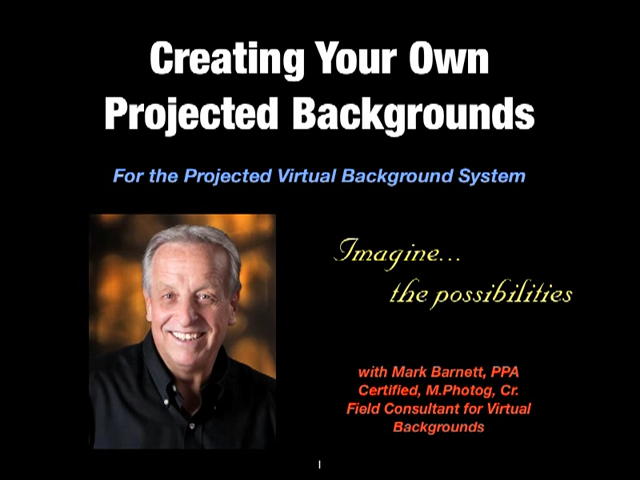 Creating Your Own
Projected Backgrounds
For the Projected Virtual Background System
Imagine...
the possibilities
with Mark Barnett, PPA
Certified, M.Photog, Cr.
Field Consultant for Virtual
Backgrounds
1